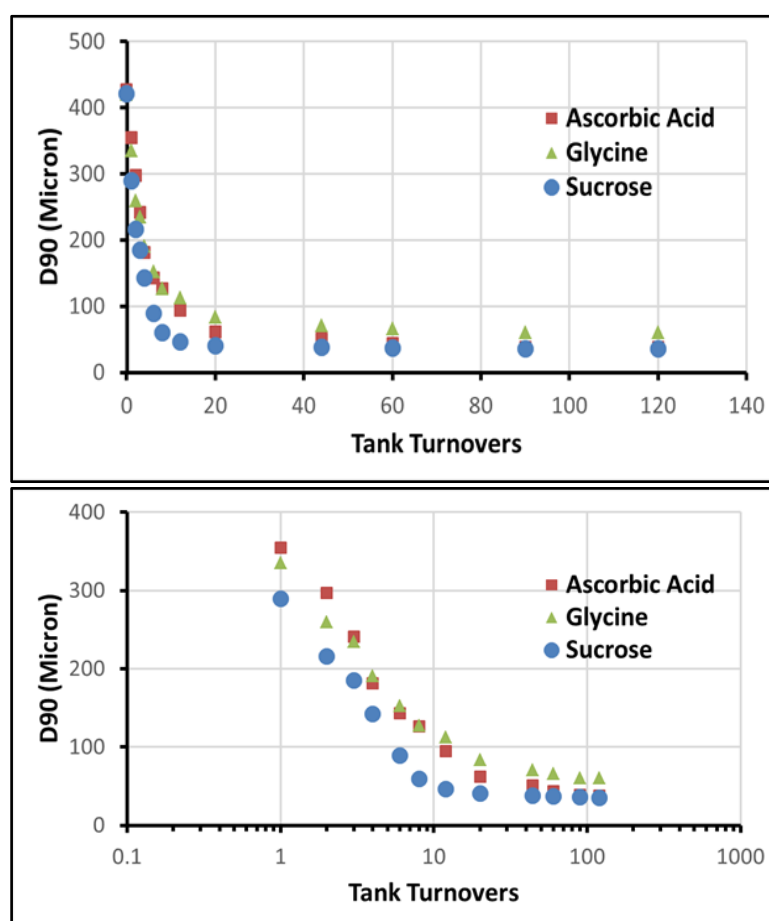 500
400
300
200
100
0
D90 (Micron)
Ascorbic Acid
Glycine
Sucrose
0 20 40 60 80 100 120 140
Tank Turnovers
400
300
200
100
0
D90 (Micron)
Ascorbic Acid
Glycine
Sucrose
0.1 1 10 100 1000
Tank Turnovers